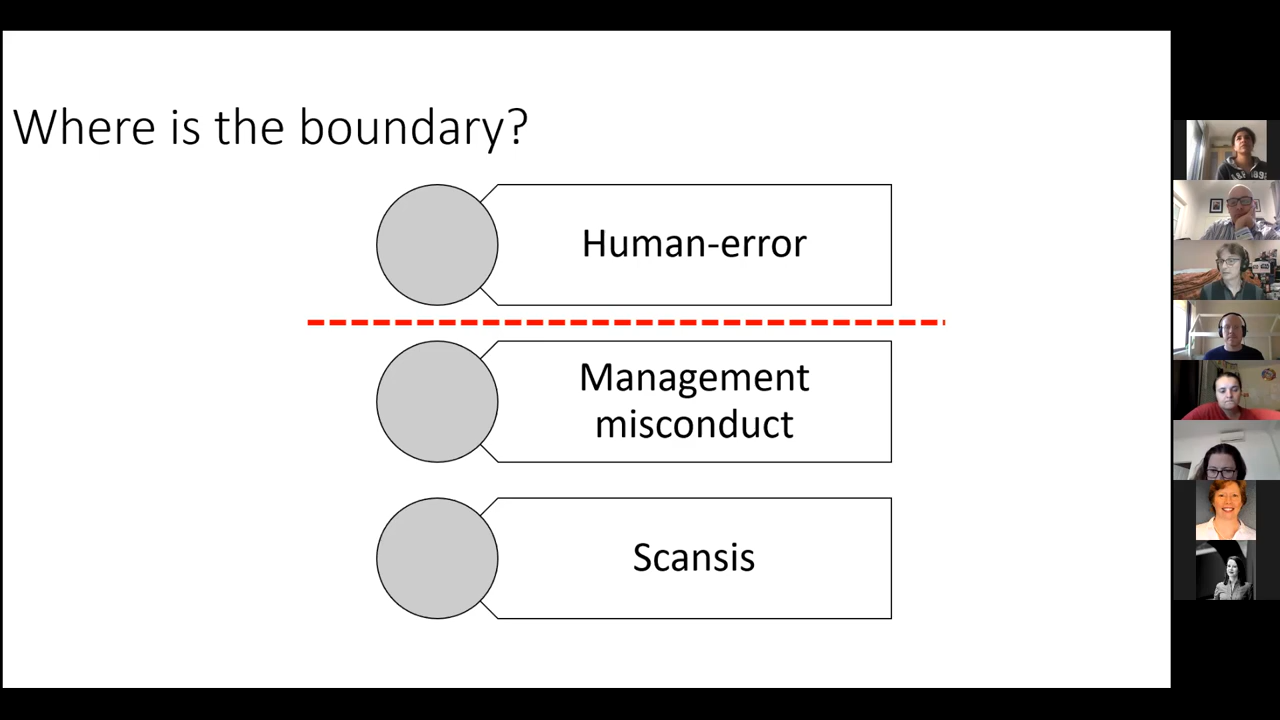 Where is the boundary?
Human-error
Management
misconduct
Scansis